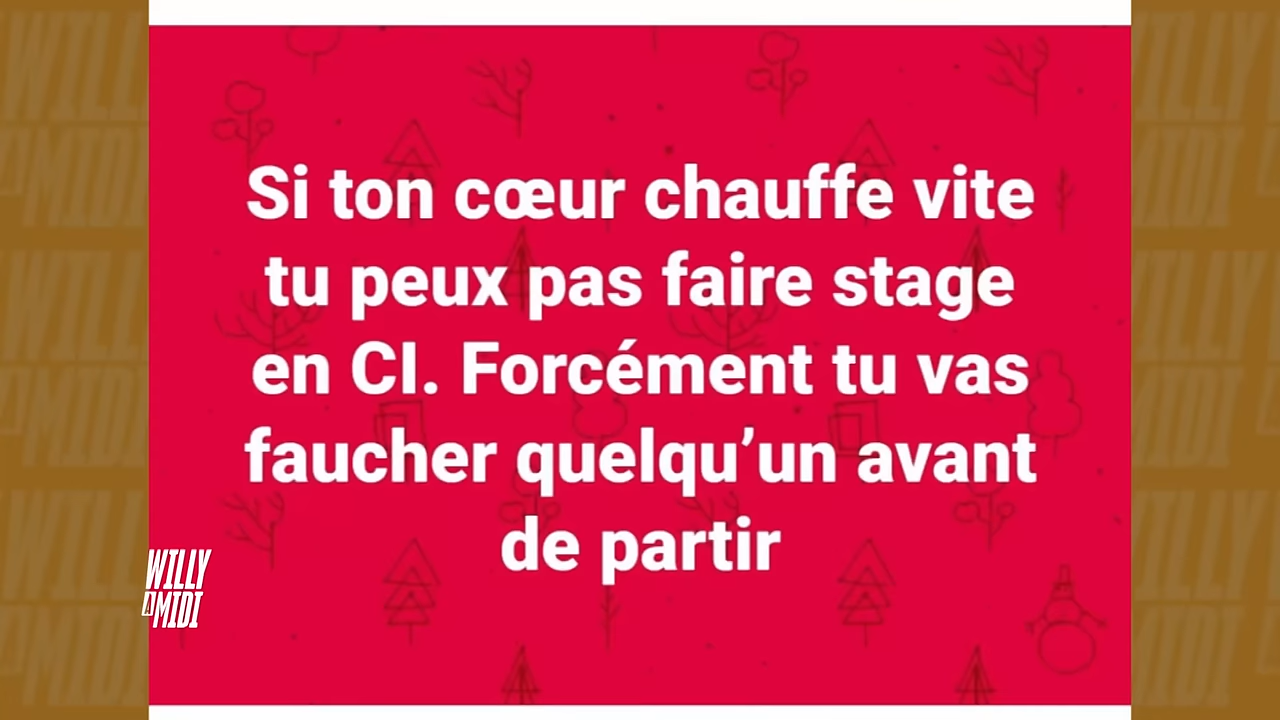 Si ton cœur chauffe vite
tu peux pas faire stage
en CI. Forcément tu vas
faucher quelqu’un avant
de partir
WILLY
A MIDI